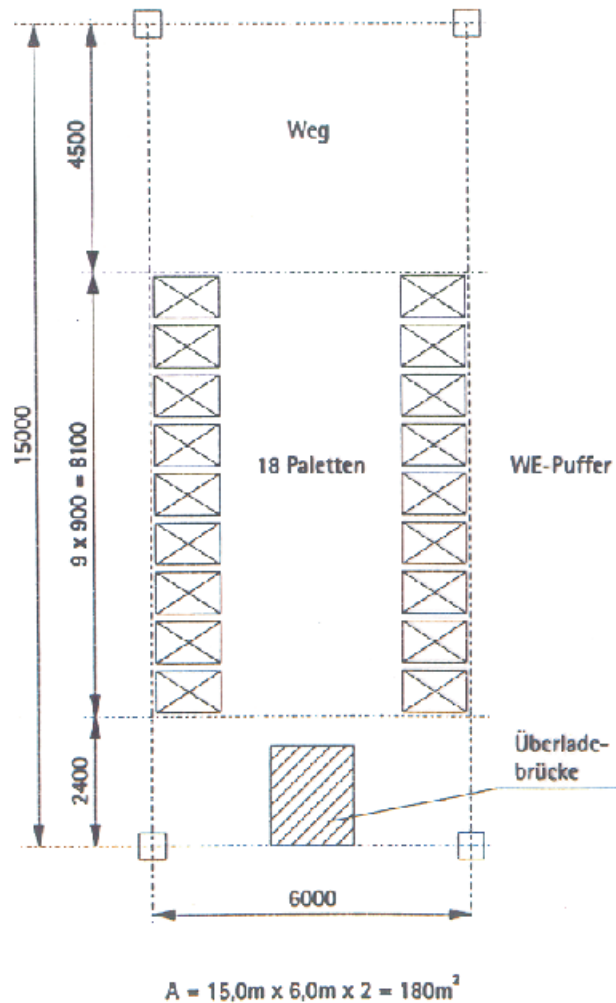 Weg
4500
15000
9 x 900 = 8100
18 Paletten
WE-Puffer
2400
Überlade-
brücke
6000
A = 15,0m x 6,0m x 2 = 180m²